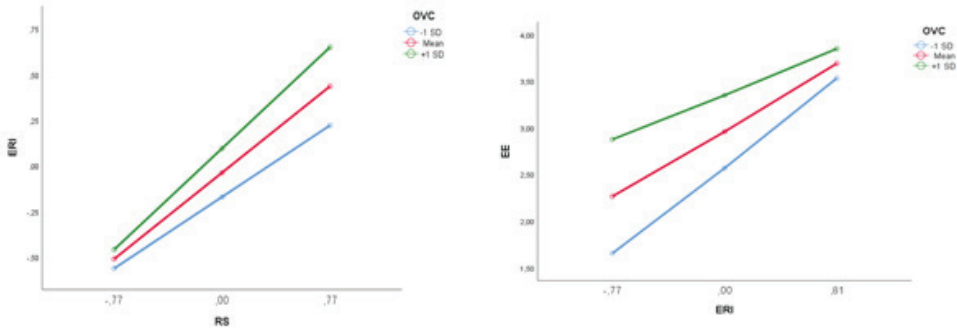 OVC
-1 SD
Mean
+1 SD
,75
,50
,25
,00
-,25
-,50
ERI
-,77
,00
,77
RS
OVC
-1 SD
Mean
+1 SD
4,00
3,50
3,00
2,50
2,00
1,50
EE
-,77
,00
,81
ERI